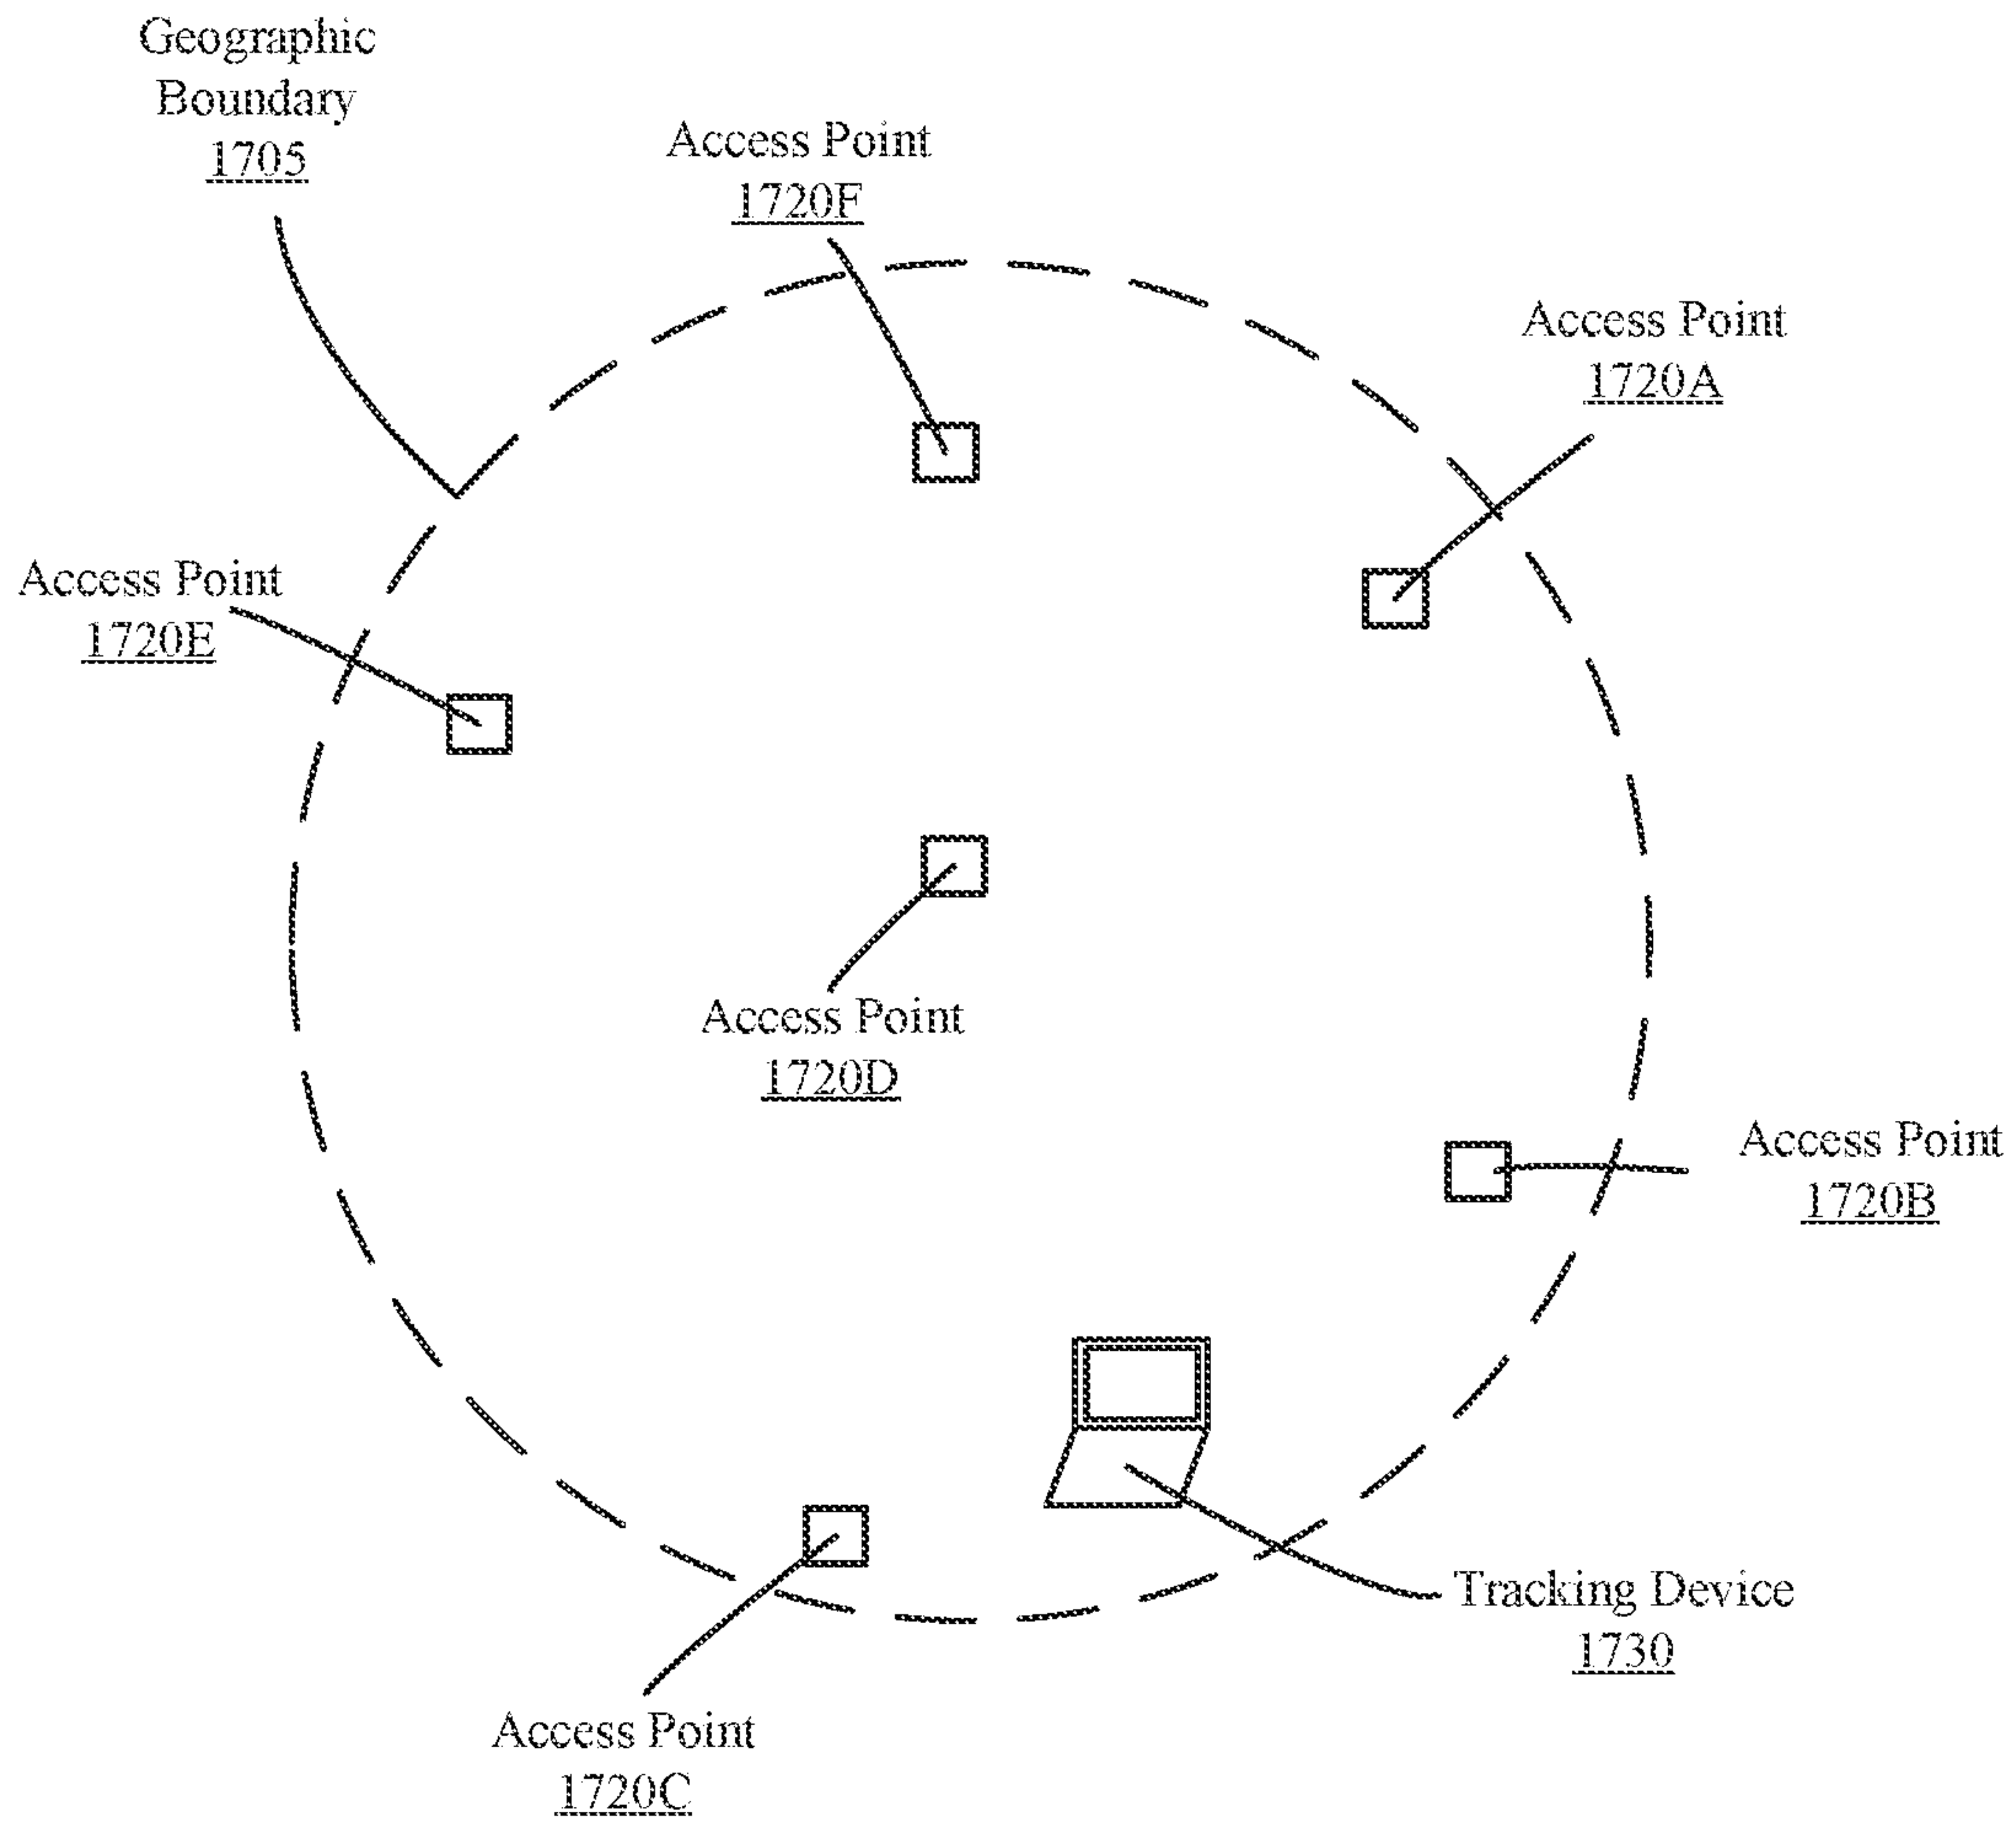 Geographic
Boundary
1705
Access Point
1720F
Access Point
1720A
Access Point
1720E
Access Point
1720D
Access Point
1720B
Tracking Device
1730
Access Point
1720C